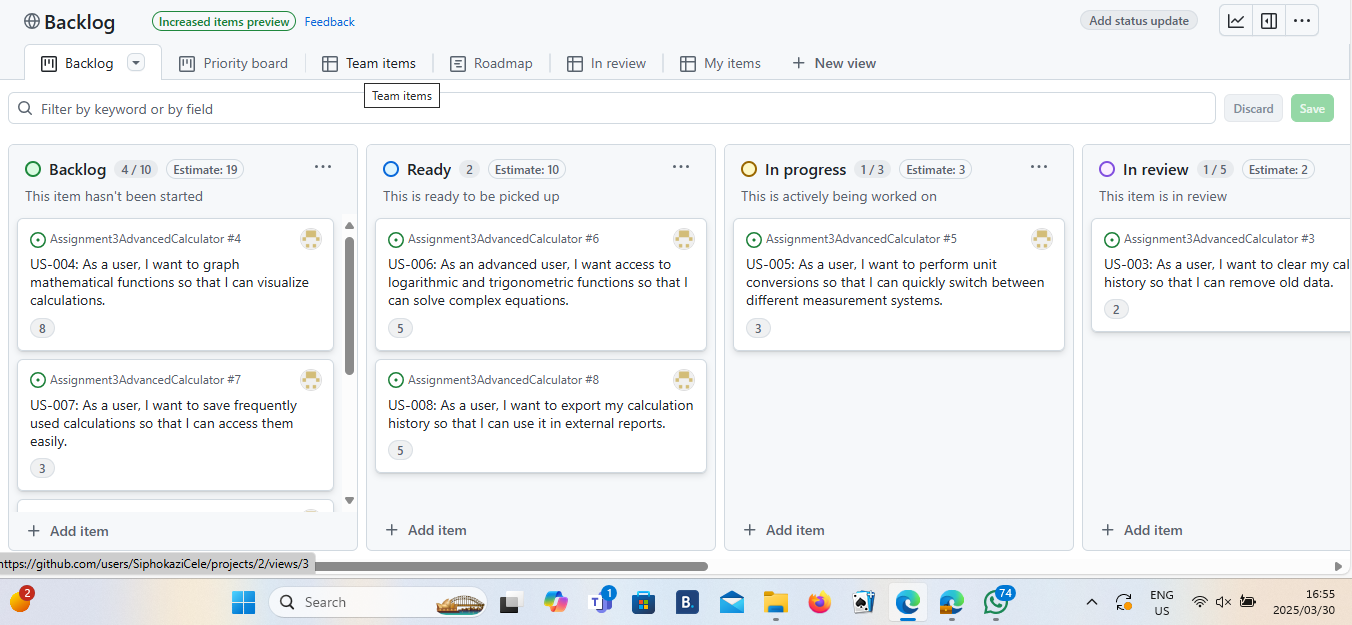 Backlog
Increased items preview
Feedback
Add status update
Backlog
Priority board
Team items
Roadmap
In review
My items
New view
Team items
Filter by keyword or by field
Discard
Save
Backlog 4 / 10 Estimate: 19
This item hasn't been started
Assignment3AdvancedCalculator #4
US-004: As a user, I want to graph
mathematical functions so that I can visualize
calculations.
8
Assignment3AdvancedCalculator #7
US-007: As a user, I want to save frequently
used calculations so that I can access them
easily.
3
Add item
Ready 2 Estimate: 10
This is ready to be picked up
Assignment3AdvancedCalculator #6
US-006: As an advanced user, I want access to
logarithmic and trigonometric functions so that I
can solve complex equations.
5
Assignment3AdvancedCalculator #8
US-008: As a user, I want to export my calculation
history so that I can use it in external reports.
5
Add item
In progress 1 / 3 Estimate: 3
This is actively being worked on
Assignment3AdvancedCalculator #5
US-005: As a user, I want to perform unit
conversions so that I can quickly switch between
different measurement systems.
3
Add item
In review 1 / 5 Estimate: 2
This item is in review
Assignment3AdvancedCalculator #3
US-003: As a user, I want to clear my cal
history so that I can remove old data.
2
Add item
https://github.com/users/SiphokaziCele/projects/2/views/3
2
Search
T
1
B.
74
ENG
US
16:55
2025/03/30